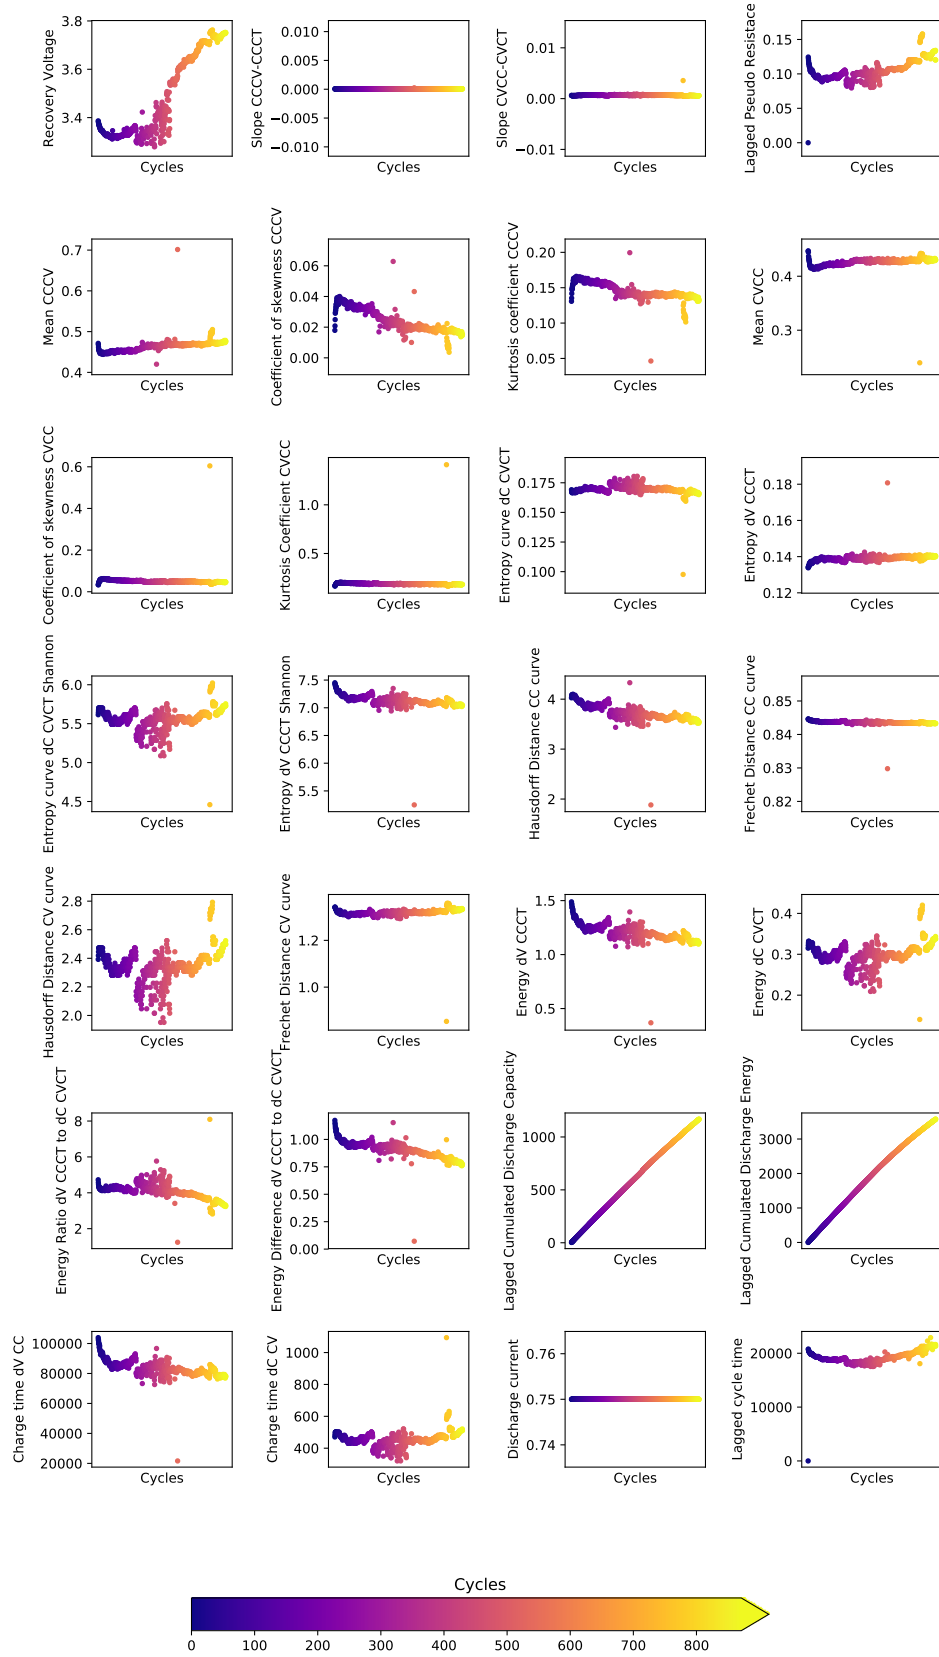 Recovery Voltage
3.8
3.6
3.4
Cycles
Slope CCCV-CCCT
0.010
0.005
0.000
−0.005
−0.010
Cycles
Slope CVCC-CVCT
0.01
0.00
−0.01
Cycles
Lagged Pseudo Resistace
0.15
0.10
0.05
0.00
Cycles
Mean CCCV
0.7
0.6
0.5
0.4
Cycles
Coefficient of skewness CCCV
0.06
0.04
0.02
0.00
Cycles
Kurtosis coefficient CCCV
0.20
0.15
0.10
0.05
Cycles
Mean CVCC
0.4
0.3
Cycles
Coefficient of skewness CVCC
0.6
0.4
0.2
0.0
Cycles
Kurtosis Coefficient CVCC
1.0
0.5
Cycles
Entropy curve dC CVCT
0.175
0.150
0.125
0.100
Cycles
Entropy dV CCCT
0.18
0.16
0.14
0.12
Cycles
Entropy curve dC CVCT Shannon
6.0
5.5
5.0
4.5
Cycles
Entropy dV CCCT Shannon
7.5
7.0
6.5
6.0
5.5
Cycles
Hausdorff Distance CC curve
4
3
2
Cycles
Frechet Distance CC curve
0.85
0.84
0.83
0.82
Cycles
Hausdorff Distance CV curve
2.8
2.6
2.4
2.2
2.0
Cycles
Frechet Distance CV curve
1.2
1.0
Cycles
Energy dV CCCT
1.5
1.0
0.5
Cycles
Energy dC CVCT
0.4
0.3
0.2
Cycles
Energy Ratio dV CCCT to dC CVCT
8
6
4
2
Cycles
Energy Difference dV CCCT to dC CVCT
1.00
0.75
0.50
0.25
0.00
Cycles
Lagged Cumulated Discharge Capacity
1000
500
0
Cycles
Lagged Cumulated Discharge Energy
3000
2000
1000
0
Cycles
Charge time dV CC
100000
80000
60000
40000
20000
Cycles
Charge time dC CV
1000
800
600
400
Cycles
Discharge current
0.76
0.75
0.74
Cycles
Lagged cycle time
20000
10000
0
Cycles
Cycles
0 100 200 300 400 500 600 700 800